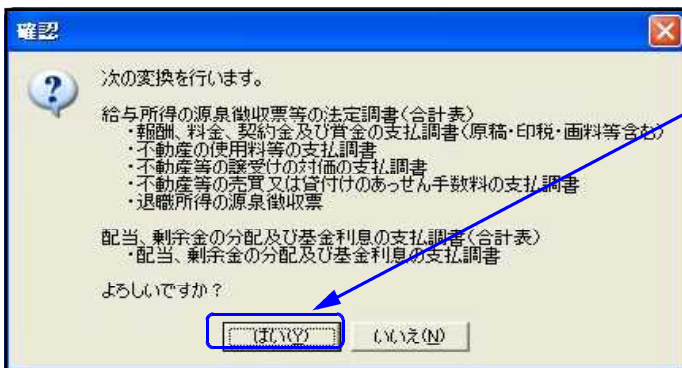 確認
次の変換を行います。
給与所得の源泉徴収票等の法定調書(合計表)
・報酬、料金、契約金及び賞金の支払調書(原稿・印税・画料等含む)
・不動産の使用料等の支払調書
・不動産等の譲受けの対価の支払調書
・不動産等の売買又は貸付けのあっせん手数料の支払調書
・退職所得の源泉徴収票
配当、剰余金の分配及び基金利息の支払調書(合計表)
・配当、剰余金の分配及び基金利息の支払調書
よろしいですか?
はい(Y) いいえ(N)